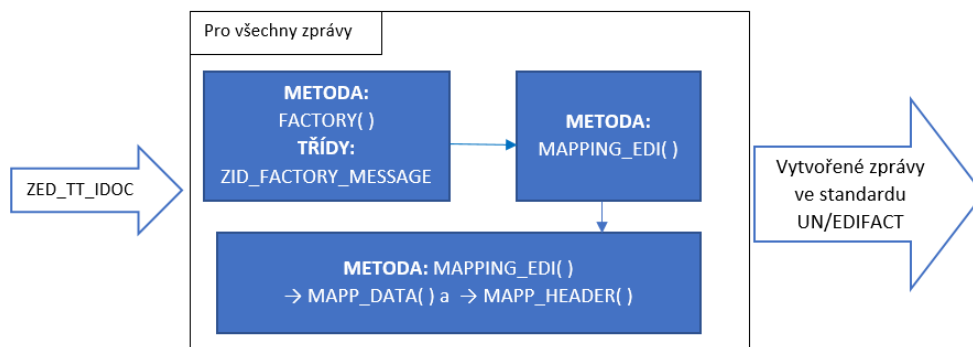 Pro všechny zprávy
METODA:
FACTORY( )
TŘÍDY:
ZID_FACTORY_MESSAGE
METODA:
MAPPING_EDI( )
ZED_TT_IDOC
Vytvořené zprávy
ve standardu
UN/EDIFACT
METODA: MAPPING_EDI( )
→ MAPP_DATA( ) a → MAPP_HEADER( )